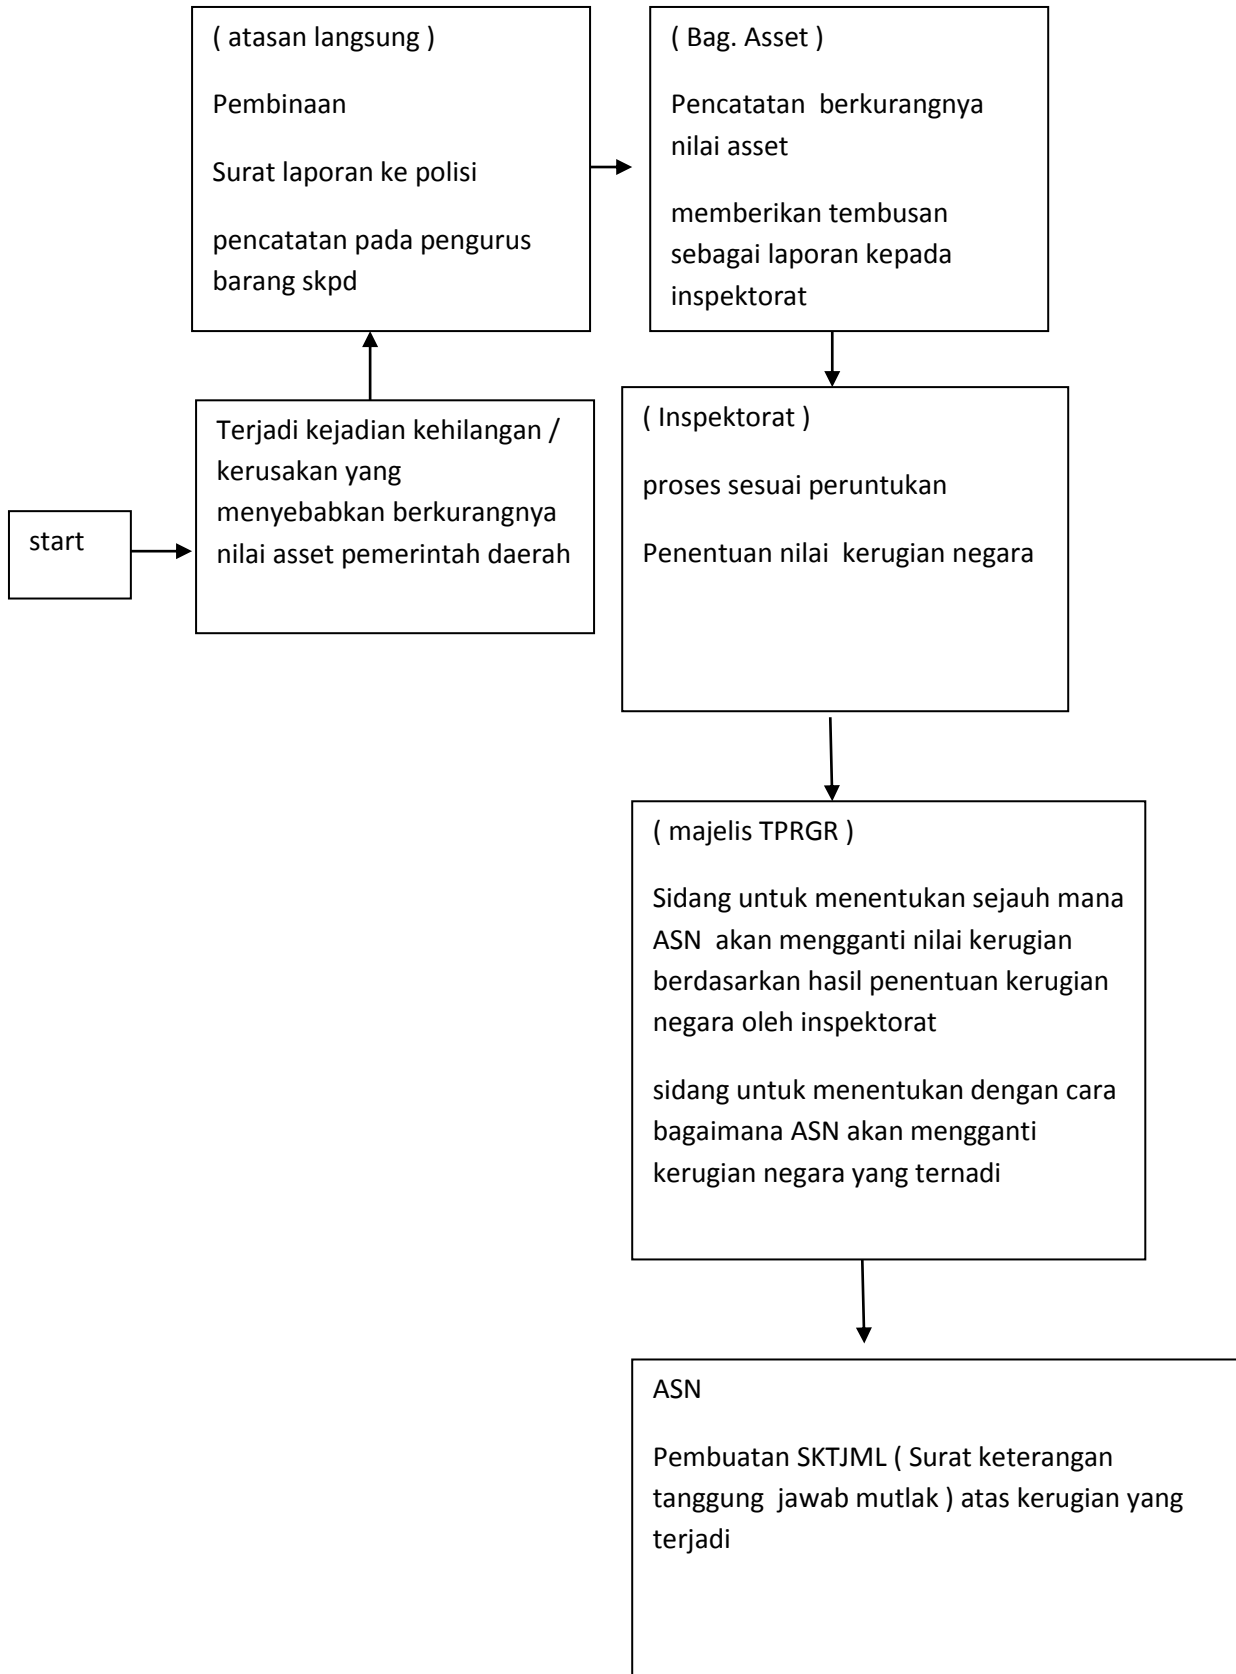 start
Terjadi kejadian kehilangan /
kerusakan yang
menyebabkan berkurangnya
nilai asset pemerintah daerah
( atasan langsung )
Pembinaan
Surat laporan ke polisi
pencatatan pada pengurus
barang skpd
( Bag. Asset )
Pencatatan berkurangnya
nilai asset
memberikan tembusan
sebagai laporan kepada
inspektorat
( Inspektorat )
proses sesuai peruntukan
Penentuan nilai kerugian negara
( majelis TPRGR )
Sidang untuk menentukan sejauh mana
ASN akan mengganti nilai kerugian
berdasarkan hasil penentuan kerugian
negara oleh inspektorat
sidang untuk menentukan dengan cara
bagaimana ASN akan mengganti
kerugian negara yang ternadi
ASN
Pembuatan SKTJML ( Surat keterangan
tanggung jawab mutlak ) atas kerugian yang
terjadi